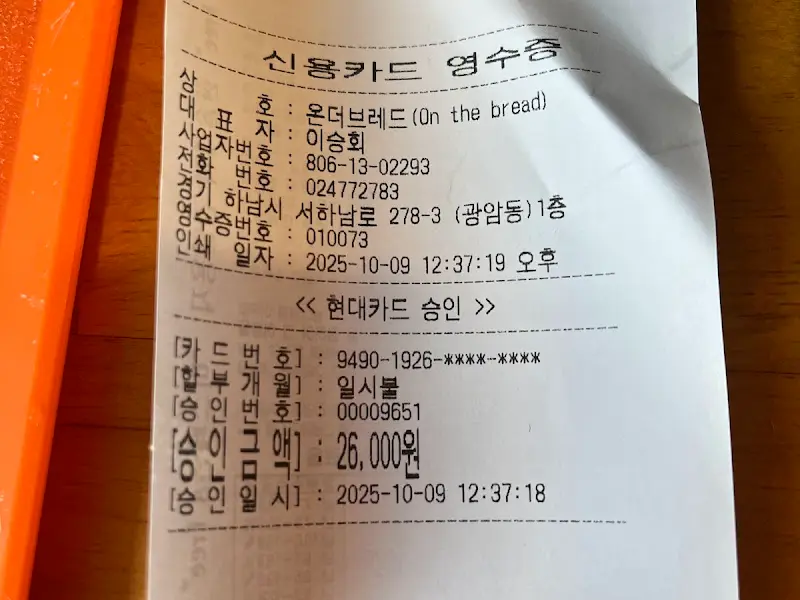 신용카드 영수증
상 호 : 온더브레드(On the bread)
대 표 자 : 이승회
사업자번호 : 806-13-02293
전화 번호 : 024772783
경기 하남시 서하남로 278-3 (광암동)1층
영수증번호 : 010073
인쇄 일자 : 2025-10-09 12:37:19 오후
<< 현대카드 승인 >>
[카 드 번 호] : 9490-1926-****-****
[할 부 개 월] : 일시불
[승 인 번 호] : 00009651
[승 인 금 액] : 26,000원
[승 인 일 시] : 2025-10-09 12:37:18